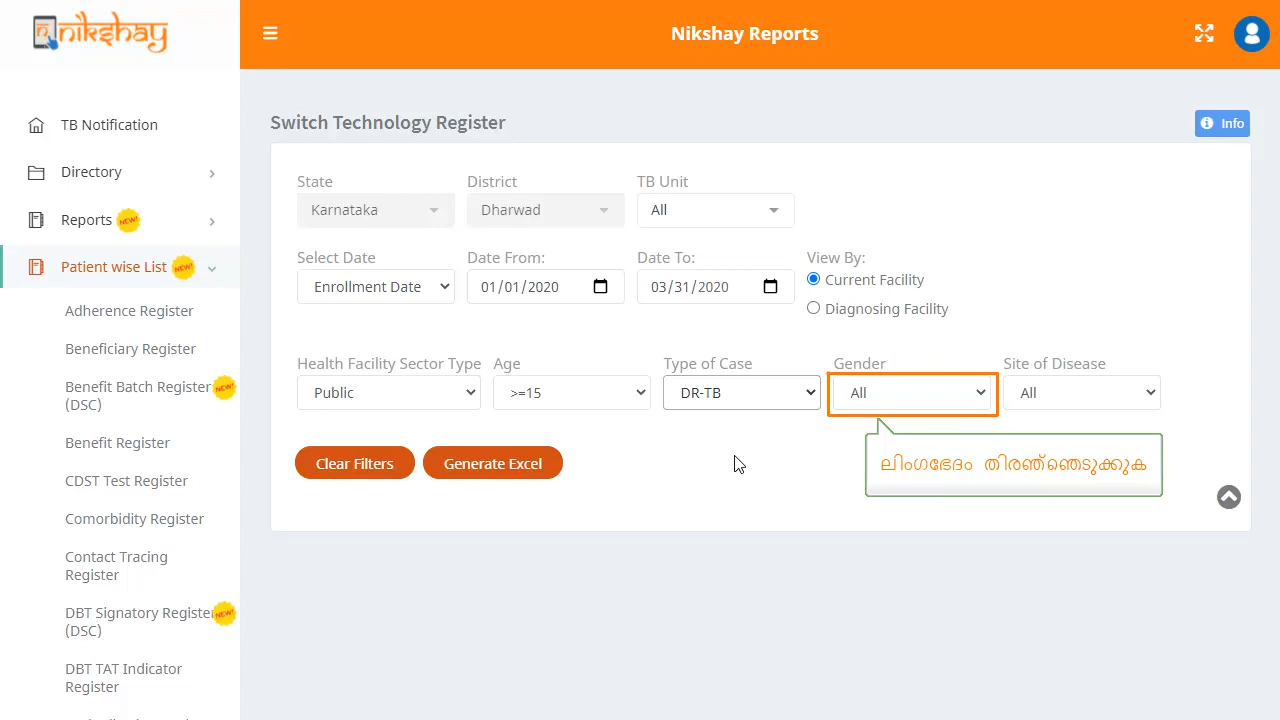 nikshay
Nikshay Reports
TB Notification
Directory
Reports NEW!
Patient wise List NEW!
Adherence Register
Beneficiary Register
Benefit Batch Register NEW!
(DSC)
Benefit Register
CDST Test Register
Comorbidity Register
Contact Tracing
Register
DBT Signatory Register NEW!
(DSC)
DBT TAT Indicator
Register
Switch Technology Register
Info
State District TB Unit
Karnataka Dharwad All
Select Date Date From: Date To: View By:
Enrollment Date 01/01/2020 03/31/2020 Current Facility
Diagnosing Facility
Health Facility Sector Type Age Type of Case Gender Site of Disease
Public >=15 DR-TB All All
Clear Filters Generate Excel
ലിംഗഭേദം തിരഞ്ഞെടുക്കുക